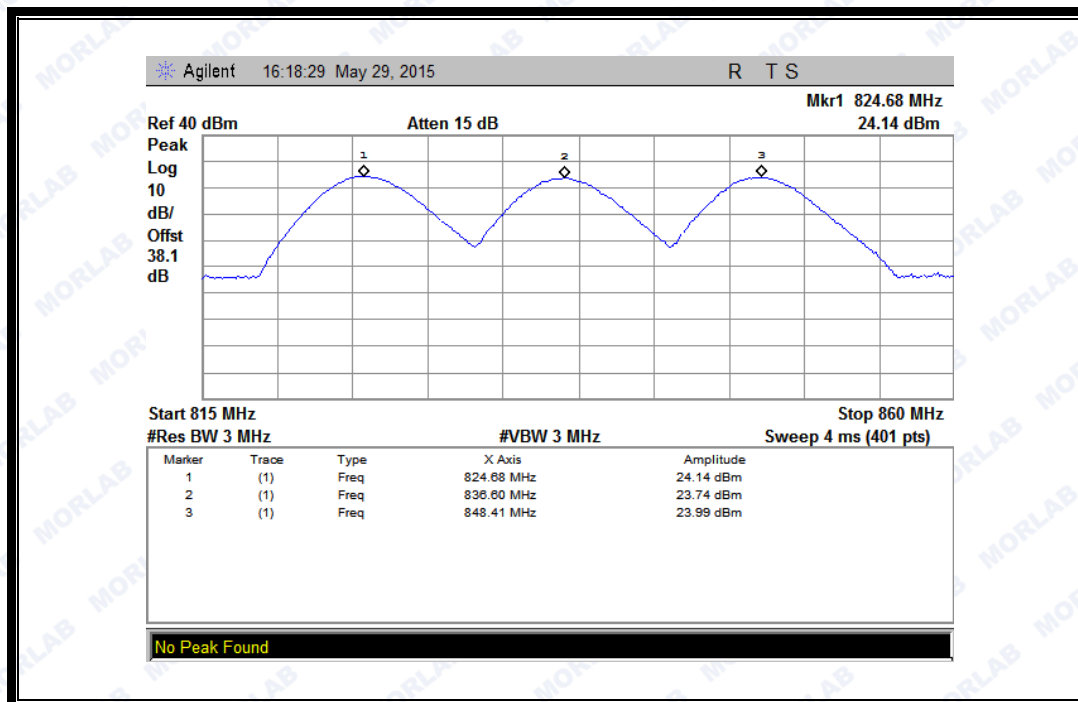 Agilent 16:18:29 May 29, 2015 R T S
Mkr1 824.68 MHz
Ref 40 dBm Atten 15 dB 24.14 dBm
Peak
Log
10
dB/
Offst
38.1
dB
1 2 3
Start 815 MHz Stop 860 MHz
#Res BW 3 MHz #VBW 3 MHz Sweep 4 ms (401 pts)
Marker Trace Type X Axis Amplitude
1 (1) Freq 824.68 MHz 24.14 dBm
2 (1) Freq 836.60 MHz 23.74 dBm
3 (1) Freq 848.41 MHz 23.99 dBm
No Peak Found
MORLAB